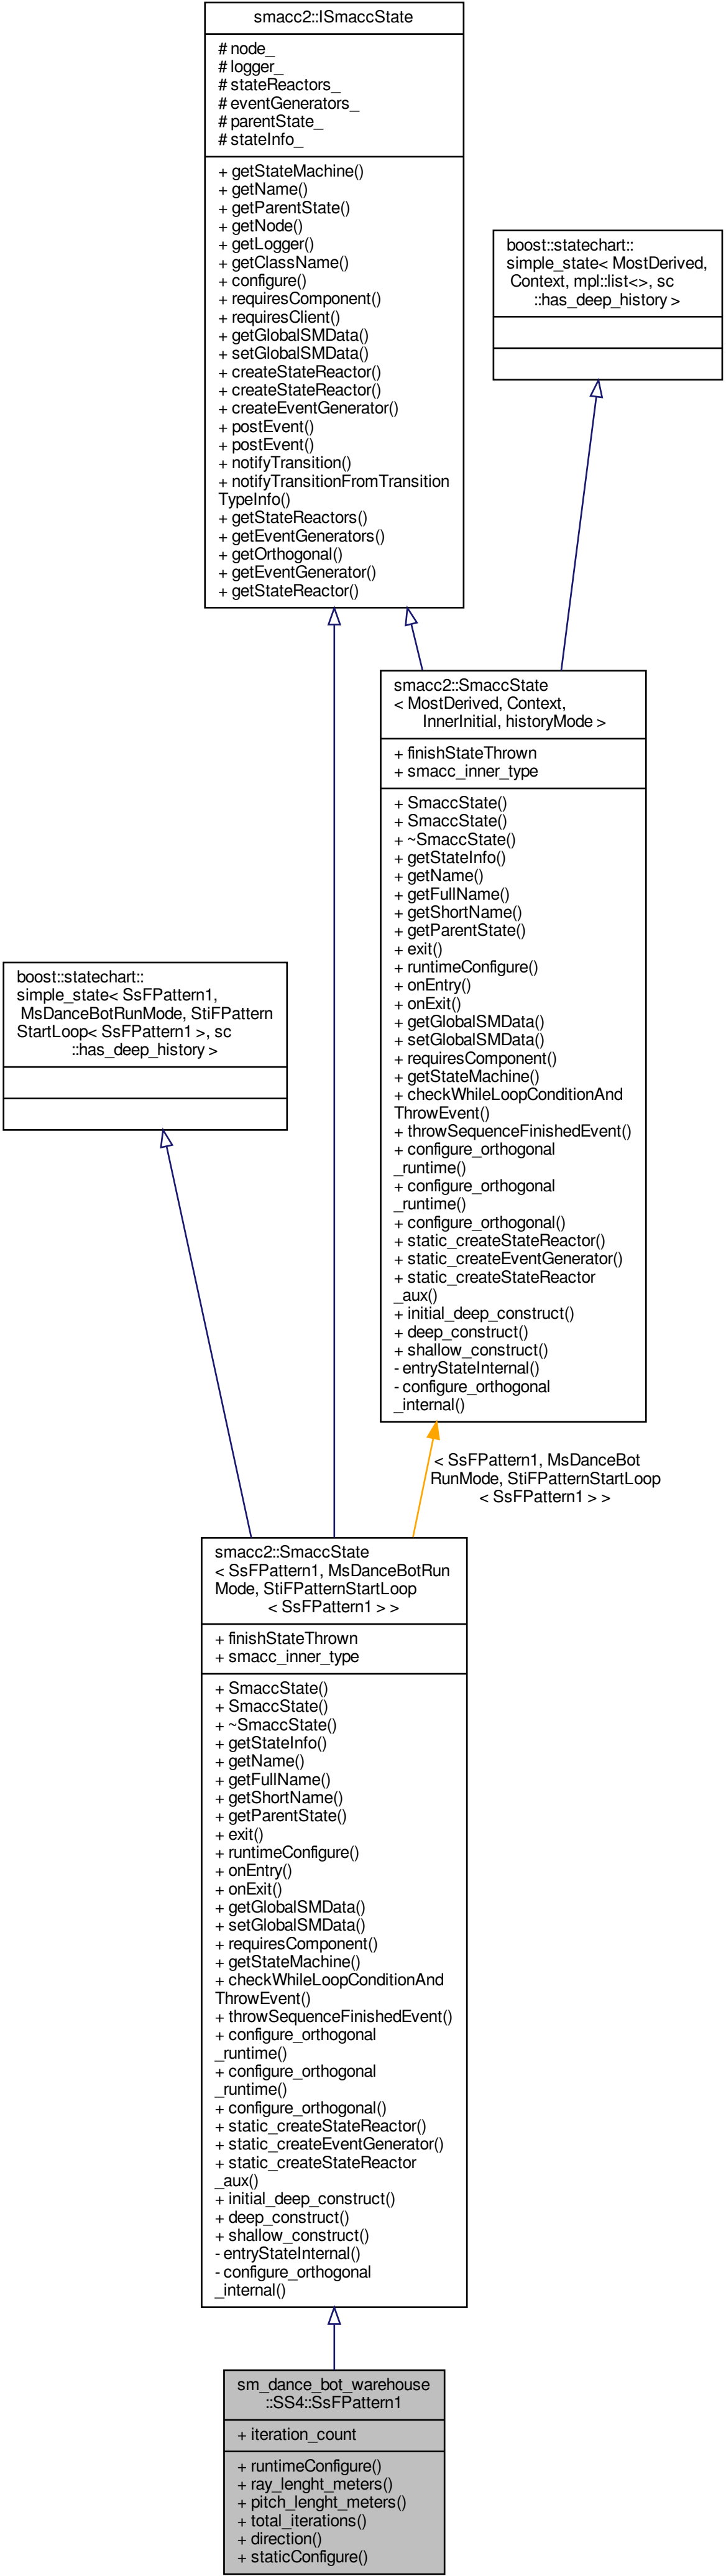 smacc2::ISmaccState
# node_
# logger_
# stateReactors_
# eventGenerators_
# parentState_
# stateInfo_
+ getStateMachine()
+ getName()
+ getParentState()
+ getNode()
+ getLogger()
+ getClassName()
+ configure()
+ requiresComponent()
+ requiresClient()
+ getGlobalSMData()
+ setGlobalSMData()
+ createStateReactor()
+ createStateReactor()
+ createEventGenerator()
+ postEvent()
+ postEvent()
+ notifyTransition()
+ notifyTransitionFromTransition
TypeInfo()
+ getStateReactors()
+ getEventGenerators()
+ getOrthogonal()
+ getEventGenerator()
+ getStateReactor()
boost::statechart::
simple_state< MostDerived,
Context, mpl::list<>, sc
::has_deep_history >
smacc2::SmaccState
< MostDerived, Context,
InnerInitial, historyMode >
+ finishStateThrown
+ smacc_inner_type
+ SmaccState()
+ SmaccState()
+ ~SmaccState()
+ getStateInfo()
+ getName()
+ getFullName()
+ getShortName()
+ getParentState()
+ exit()
+ runtimeConfigure()
+ onEntry()
+ onExit()
+ getGlobalSMData()
+ setGlobalSMData()
+ requiresComponent()
+ getStateMachine()
+ checkWhileLoopConditionAnd
ThrowEvent()
+ throwSequenceFinishedEvent()
+ configure_orthogonal
_runtime()
+ configure_orthogonal
_runtime()
+ configure_orthogonal()
+ static_createStateReactor()
+ static_createEventGenerator()
+ static_createStateReactor
_aux()
+ initial_deep_construct()
+ deep_construct()
+ shallow_construct()
- entryStateInternal()
- configure_orthogonal
_internal()
boost::statechart::
simple_state< SsFPattern1,
MsDanceBotRunMode, StiFPattern
StartLoop< SsFPattern1 >, sc
::has_deep_history >
< SsFPattern1, MsDanceBot
RunMode, StiFPatternStartLoop
< SsFPattern1 > >
smacc2::SmaccState
< SsFPattern1, MsDanceBotRun
Mode, StiFPatternStartLoop
< SsFPattern1 > >
+ finishStateThrown
+ smacc_inner_type
+ SmaccState()
+ SmaccState()
+ ~SmaccState()
+ getStateInfo()
+ getName()
+ getFullName()
+ getShortName()
+ getParentState()
+ exit()
+ runtimeConfigure()
+ onEntry()
+ onExit()
+ getGlobalSMData()
+ setGlobalSMData()
+ requiresComponent()
+ getStateMachine()
+ checkWhileLoopConditionAnd
ThrowEvent()
+ throwSequenceFinishedEvent()
+ configure_orthogonal
_runtime()
+ configure_orthogonal
_runtime()
+ configure_orthogonal()
+ static_createStateReactor()
+ static_createEventGenerator()
+ static_createStateReactor
_aux()
+ initial_deep_construct()
+ deep_construct()
+ shallow_construct()
- entryStateInternal()
- configure_orthogonal
_internal()
sm_dance_bot_warehouse
::SS4::SsFPattern1
+ iteration_count
+ runtimeConfigure()
+ ray_lenght_meters()
+ pitch_lenght_meters()
+ total_iterations()
+ direction()
+ staticConfigure()